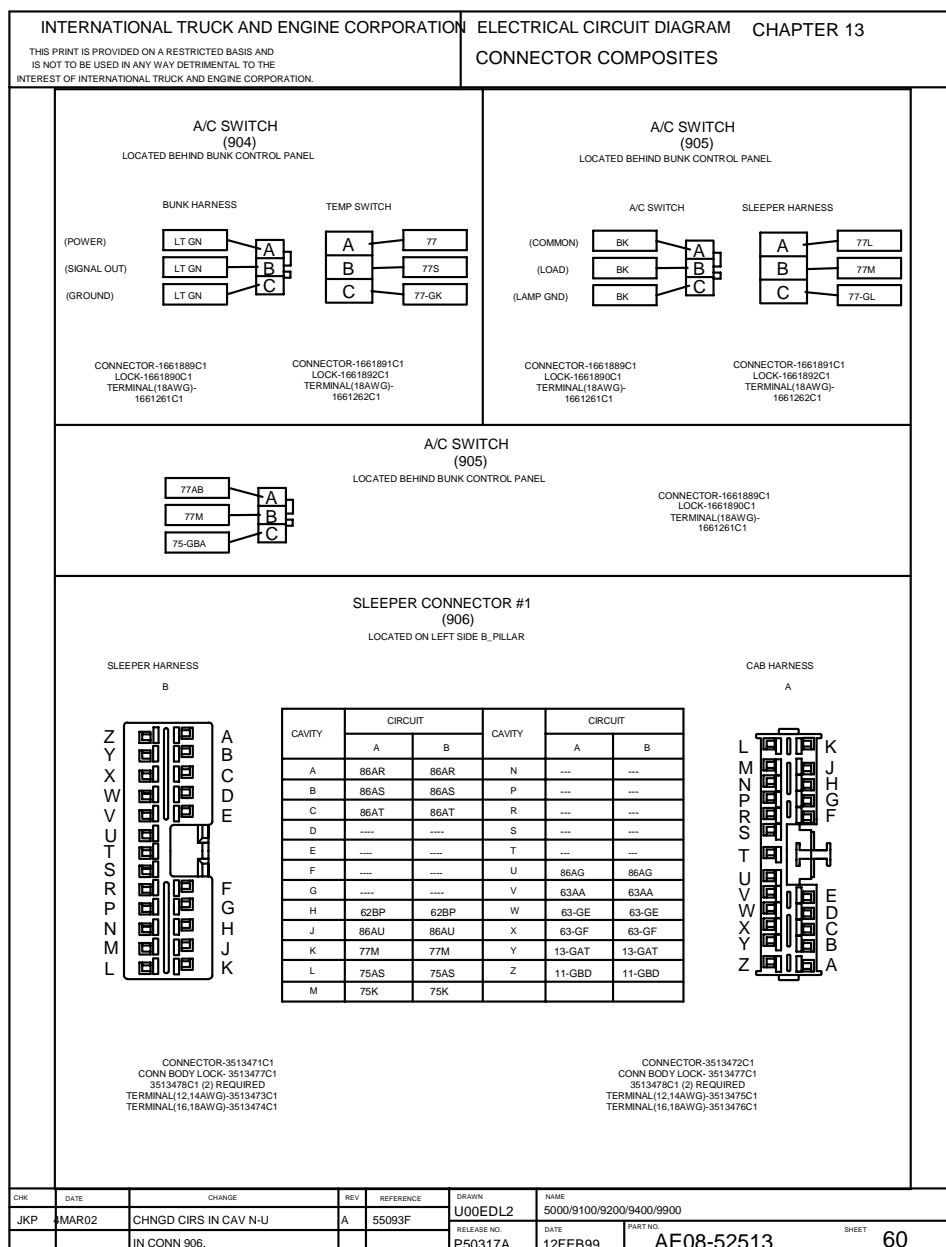 INTERNATIONAL TRUCK AND ENGINE CORPORATION
THIS PRINT IS PROVIDED ON A RESTRICTED BASIS AND
IS NOT TO BE USED IN ANY WAY DETRIMENTAL TO THE
INTEREST OF INTERNATIONAL TRUCK AND ENGINE CORPORATION.
ELECTRICAL CIRCUIT DIAGRAM CHAPTER 13
CONNECTOR COMPOSITES
A/C SWITCH
(904)
LOCATED BEHIND BUNK CONTROL PANEL
BUNK HARNESS TEMP SWITCH
(POWER) LT GN A A 77
(SIGNAL OUT) LT GN B B 77S
(GROUND) LT GN C C 77-GK
CONNECTOR-1661889C1
LOCK-1661890C1
TERMINAL(18AWG)-
1661261C1
CONNECTOR-1661891C1
LOCK-1661892C1
TERMINAL(18AWG)-
1661262C1
A/C SWITCH
(905)
LOCATED BEHIND BUNK CONTROL PANEL
A/C SWITCH SLEEPER HARNESS
(COMMON) BK A A 77L
(LOAD) BK B B 77M
(LAMP GND) BK C C 77-GL
CONNECTOR-1661889C1
LOCK-1661890C1
TERMINAL(18AWG)-
1661261C1
CONNECTOR-1661891C1
LOCK-1661892C1
TERMINAL(18AWG)-
1661262C1
A/C SWITCH
(905)
LOCATED BEHIND BUNK CONTROL PANEL
77AB A
77M B
75-GBA C
CONNECTOR-1661889C1
LOCK-1661890C1
TERMINAL(18AWG)-
1661261C1
SLEEPER CONNECTOR #1
(906)
LOCATED ON LEFT SIDE B_PILLAR
SLEEPER HARNESS
B
Z A
Y B
X C
W D
V E
U
T
S
R F
P G
N H
M J
L K
CAVITY CIRCUIT CAVITY CIRCUIT
A B A B
A 86AR 86AR N --- ---
B 86AS 86AS P --- ---
C 86AT 86AT R --- ---
D ---- ---- S --- ---
E ---- ---- T --- ---
F ---- ---- U 86AG 86AG
G ---- ---- V 63AA 63AA
H 62BP 62BP W 63-GE 63-GE
J 86AU 86AU X 63-GF 63-GF
K 77M 77M Y 13-GAT 13-GAT
L 75AS 75AS Z 11-GBD 11-GBD
M 75K 75K
CAB HARNESS
A
L K
M J
N H
P G
R F
S
T
U
V E
W D
X C
Y B
Z A
CONNECTOR-3513471C1
CONN BODY LOCK- 3513477C1
3513478C1 (2) REQUIRED
TERMINAL(12,14AWG)-3513473C1
TERMINAL(16,18AWG)-3513474C1
CONNECTOR-3513472C1
CONN BODY LOCK- 3513477C1
3513478C1 (2) REQUIRED
TERMINAL(12,14AWG)-3513475C1
TERMINAL(16,18AWG)-3513476C1
CHK DATE CHANGE REV REFERENCE
JKP 4MAR02 CHNGD CIRS IN CAV N-U A 55093F
IN CONN 906.
DRAWN
U00EDL2
NAME
5000/9100/9200/9400/9900
RELEASE NO.
P50317A
DATE
12FEB99
PART NO.
AE08-52513
SHEET
60